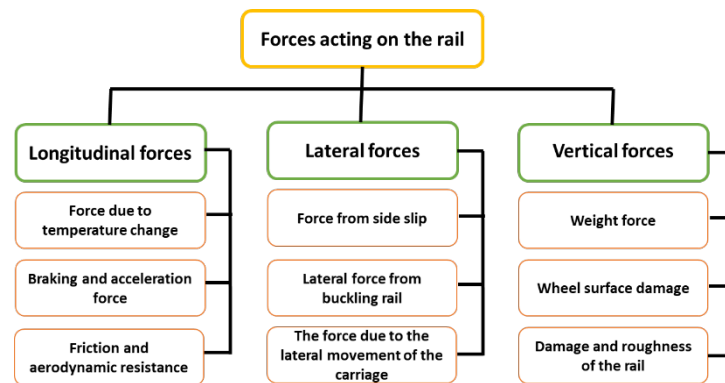 Forces acting on the rail
Longitudinal forces
Lateral forces
Vertical forces
Force due to
temperature change
Force from side slip
Weight force
Braking and acceleration
force
Lateral force from
buckling rail
Wheel surface damage
Friction and
aerodynamic resistance
The force due to the
lateral movement of the
carriage
Damage and roughness
of the rail